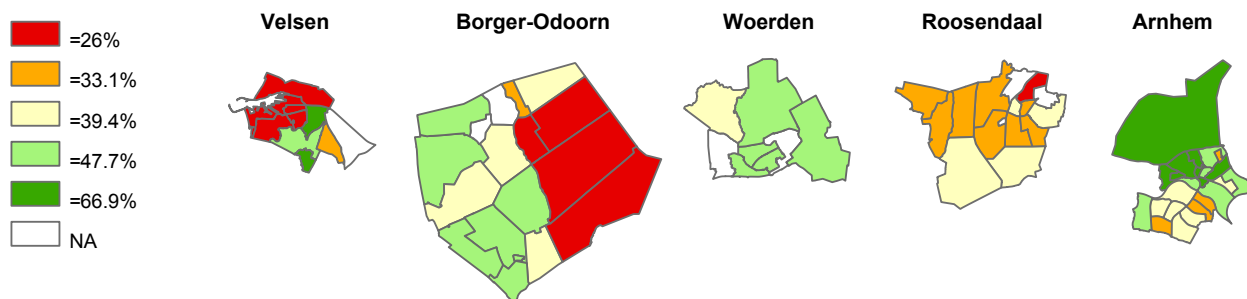 Velsen Borger-Odoorn Woerden Roosendaal Arnhem
=26%
=33.1%
=39.4%
=47.7%
=66.9%
NA